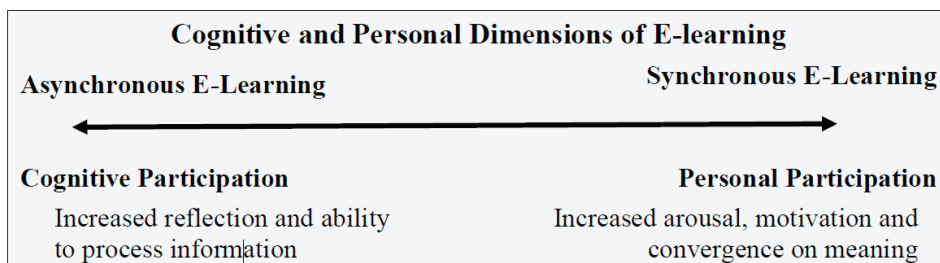 Cognitive and Personal Dimensions of E-learning
Asynchronous E-Learning
Synchronous E-Learning
Cognitive Participation
Increased reflection and ability
to process information
Personal Participation
Increased arousal, motivation and
convergence on meaning